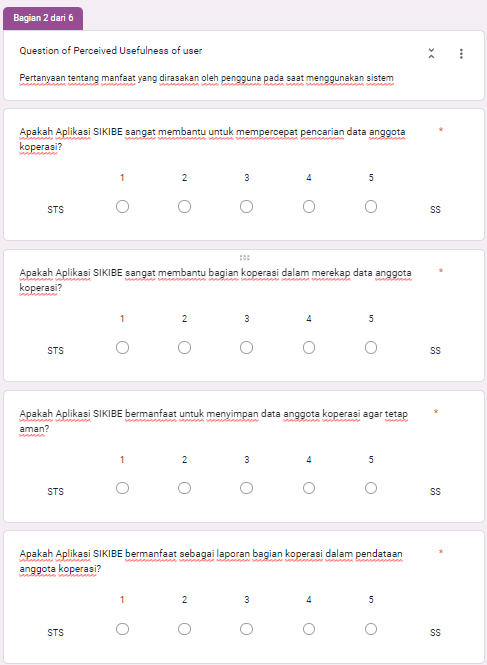 Bagian 2 dari 6
Question of Perceived Usefulness of user
Pertanyaan tentang manfaat yang dirasakan oleh pengguna pada saat menggunakan sistem
Apakah Aplikasi SIKIBE sangat membantu untuk mempercepat pencarian data anggota *
koperasi?
1 2 3 4 5
STS SS
Apakah Aplikasi SIKIBE sangat membantu bagian koperasi dalam merekap data anggota *
koperasi?
1 2 3 4 5
STS SS
Apakah Aplikasi SIKIBE bermanfaat untuk menyimpan data anggota koperasi agar tetap *
aman?
1 2 3 4 5
STS SS
Apakah Aplikasi SIKIBE bermanfaat sebagai laporan bagian koperasi dalam pendataan *
anggota koperasi?
1 2 3 4 5
STS SS